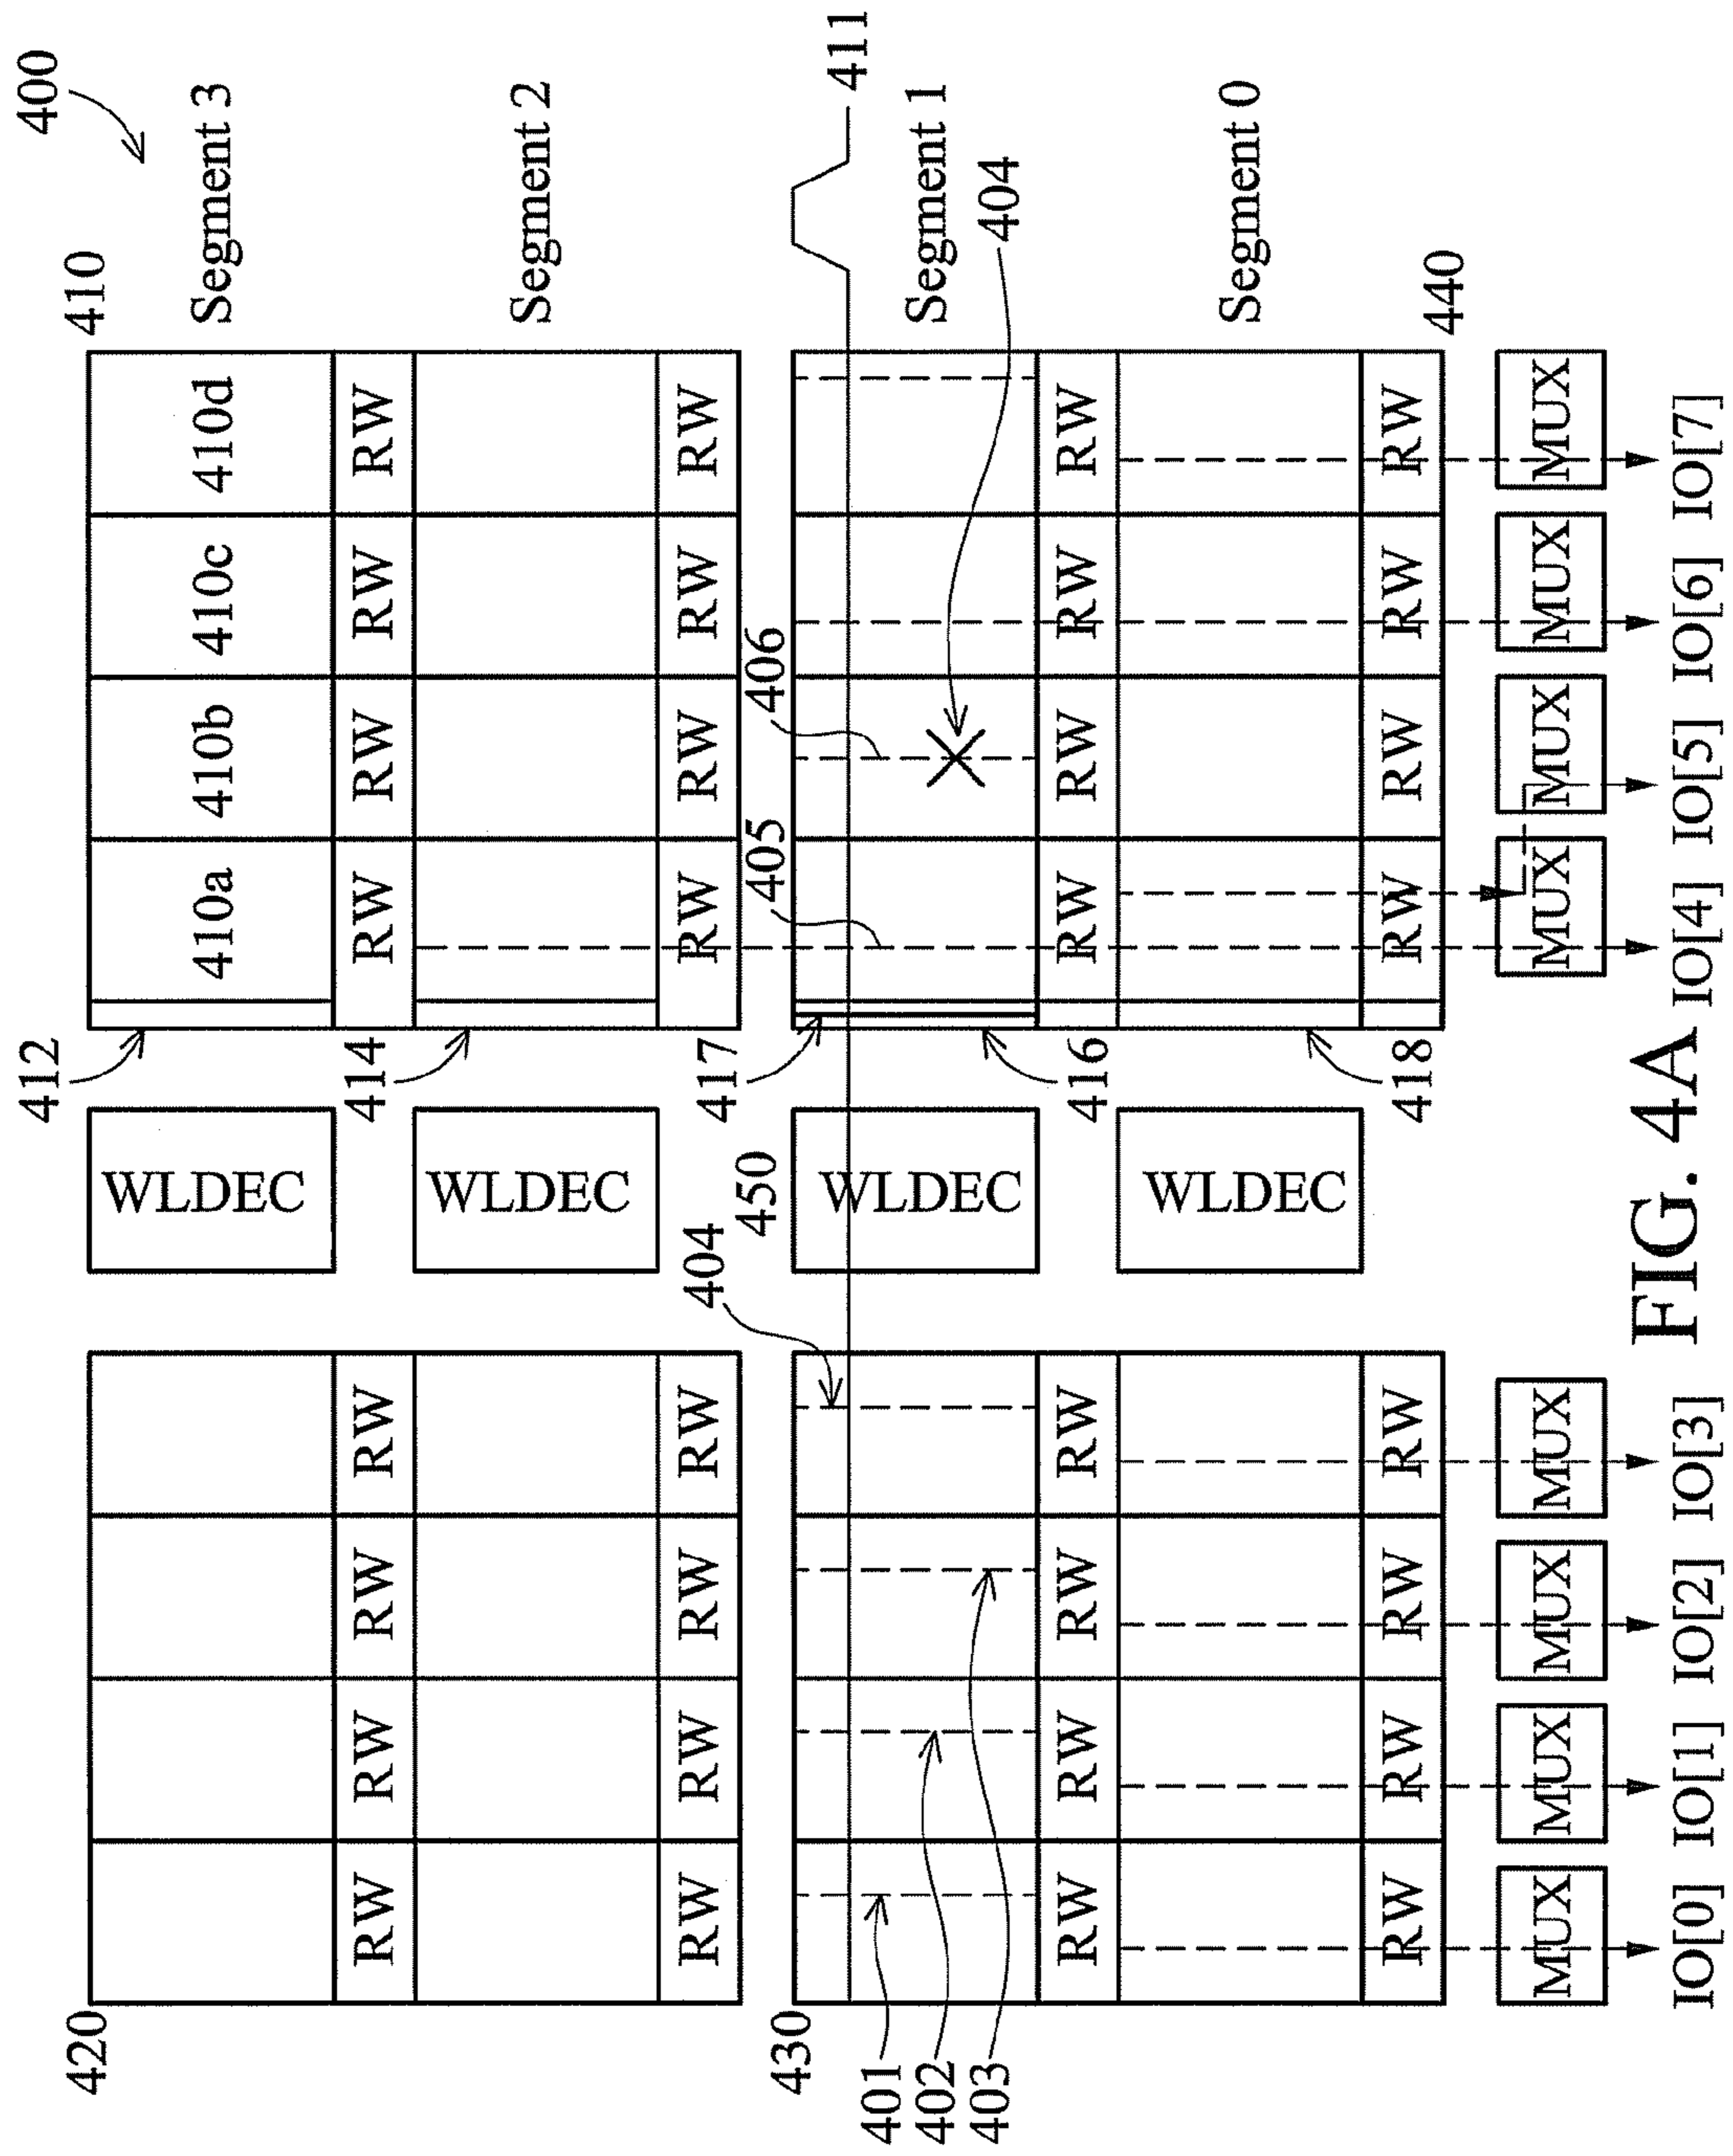 400
412
420
410
WLDEC
410a
410b
410c
410d
Segment 3
RW RW RW RW
414
RW RW RW RW
WLDEC
Segment 2
RW RW RW RW
404
417
RW RW RW RW
450
405
406
430
411
401
402
403
WLDEC
Segment 1
404
RW RW RW RW
416
RW RW RW RW
WLDEC
Segment 0
RW RW RW RW
418
RW RW RW RW
440
MUX MUX MUX MUX MUX MUX MUX MUX
IO[0] IO[1] IO[2] IO[3] IO[4] IO[5] IO[6] IO[7]
FIG. 4A